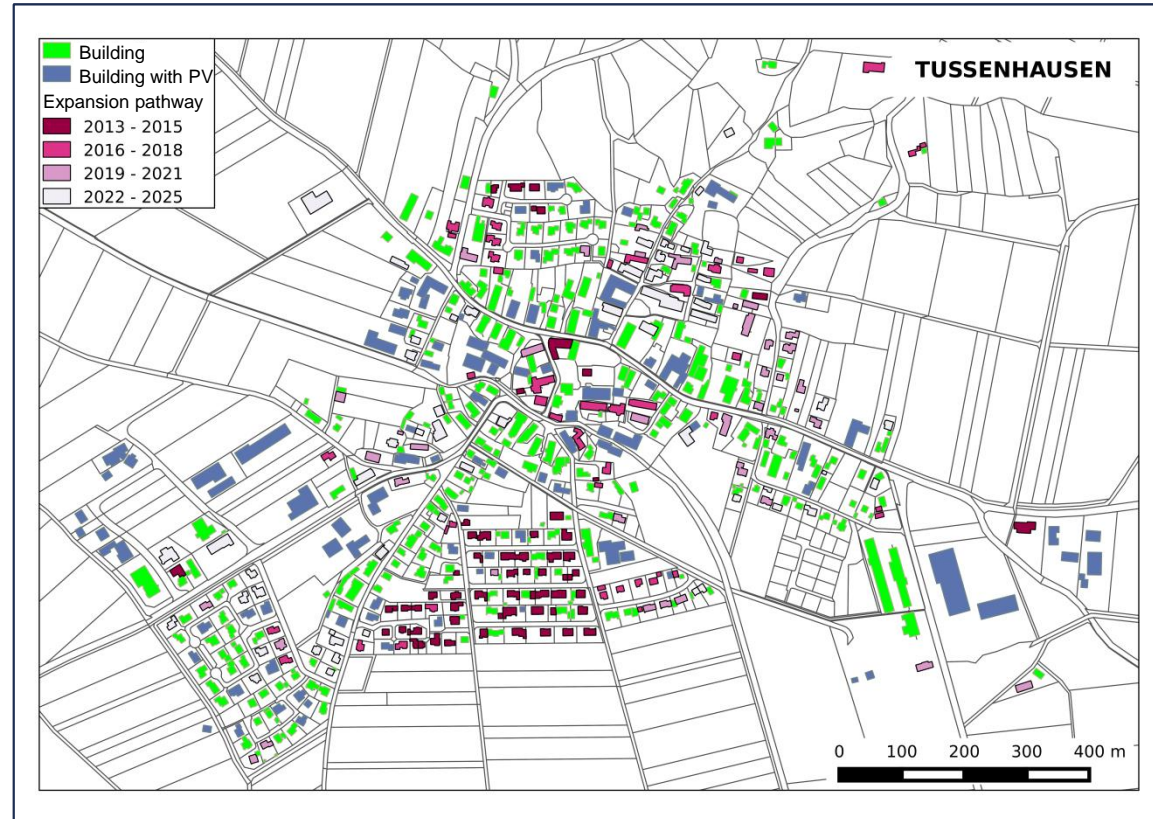 Building
Building with PV
Expansion pathway
2013 - 2015
2016 - 2018
2019 - 2021
2022 - 2025
TUSSENHAUSEN
0 100 200 300 400 m